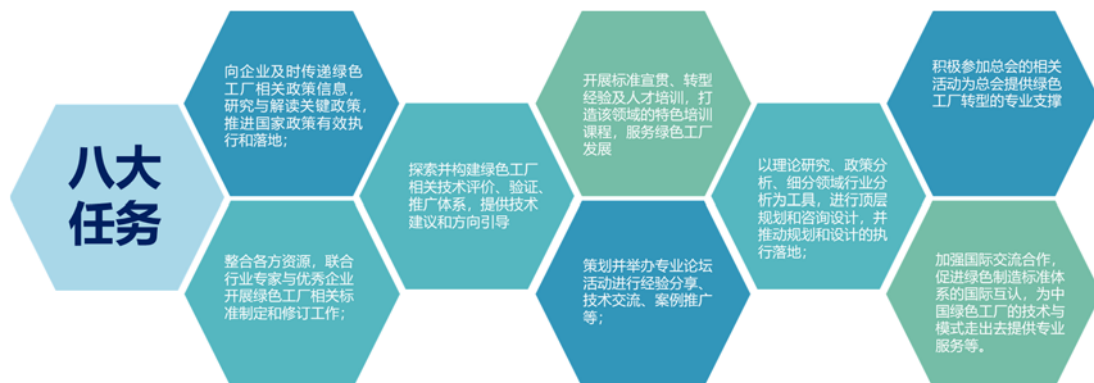 八大
任务
向企业及时传递绿色
工厂相关政策信息，
研究与解读关键政策，
推进国家政策有效执
行和落地；
整合各方资源，联合
行业专家与优秀企业
开展绿色工厂相关标
准制定和修订工作；
探索并构建绿色工厂
相关技术评价、验证、
推广体系，提供技术
建议和方向引导
开展标准宣贯、转型
经验及人才培训，打
造该领域的特色培训
课程，服务绿色工厂
发展
策划并举办专业论坛
活动进行经验分享、
技术交流、案例推广
等；
以理论研究、政策分
析、细分领域行业分
析为工具，进行顶层
规划和咨询设计，并
推动规划和设计的执
行落地；
积极参加总会的相关
活动为总会提供绿色
工厂转型的专业支撑
加强国际交流合作，
促进绿色制造标准体
系的国际互认，为中
国绿色工厂的技术与
模式走出去提供专业
服务等。